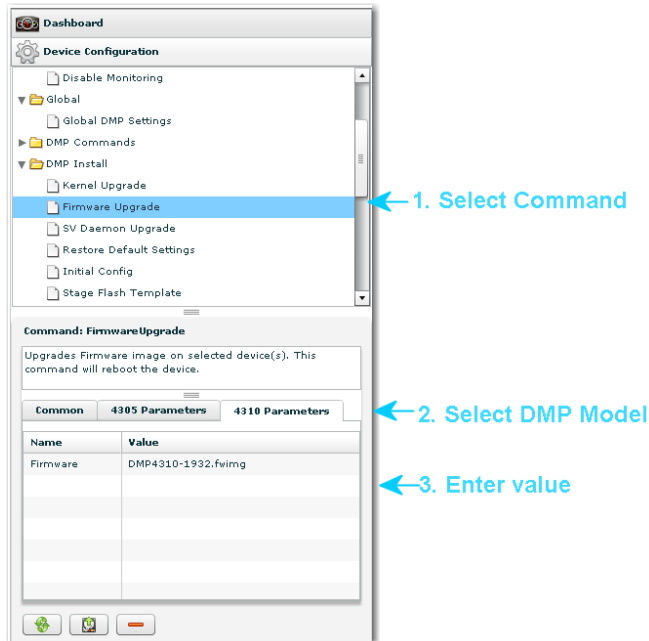 Dashboard
Device Configuration
Disable Monitoring
Global
Global DMP Settings
DMP Commands
DMP Install
Kernel Upgrade
Firmware Upgrade
1. Select Command
SV Daemon Upgrade
Restore Default Settings
Initial Config
Stage Flash Template
Command: FirmwareUpgrade
Upgrades Firmware image on selected device(s). This
command will reboot the device.
Common 4305 Parameters 4310 Parameters
2. Select DMP Model
Name Value
Firmware DMP4310-1932.fwimg
3. Enter value